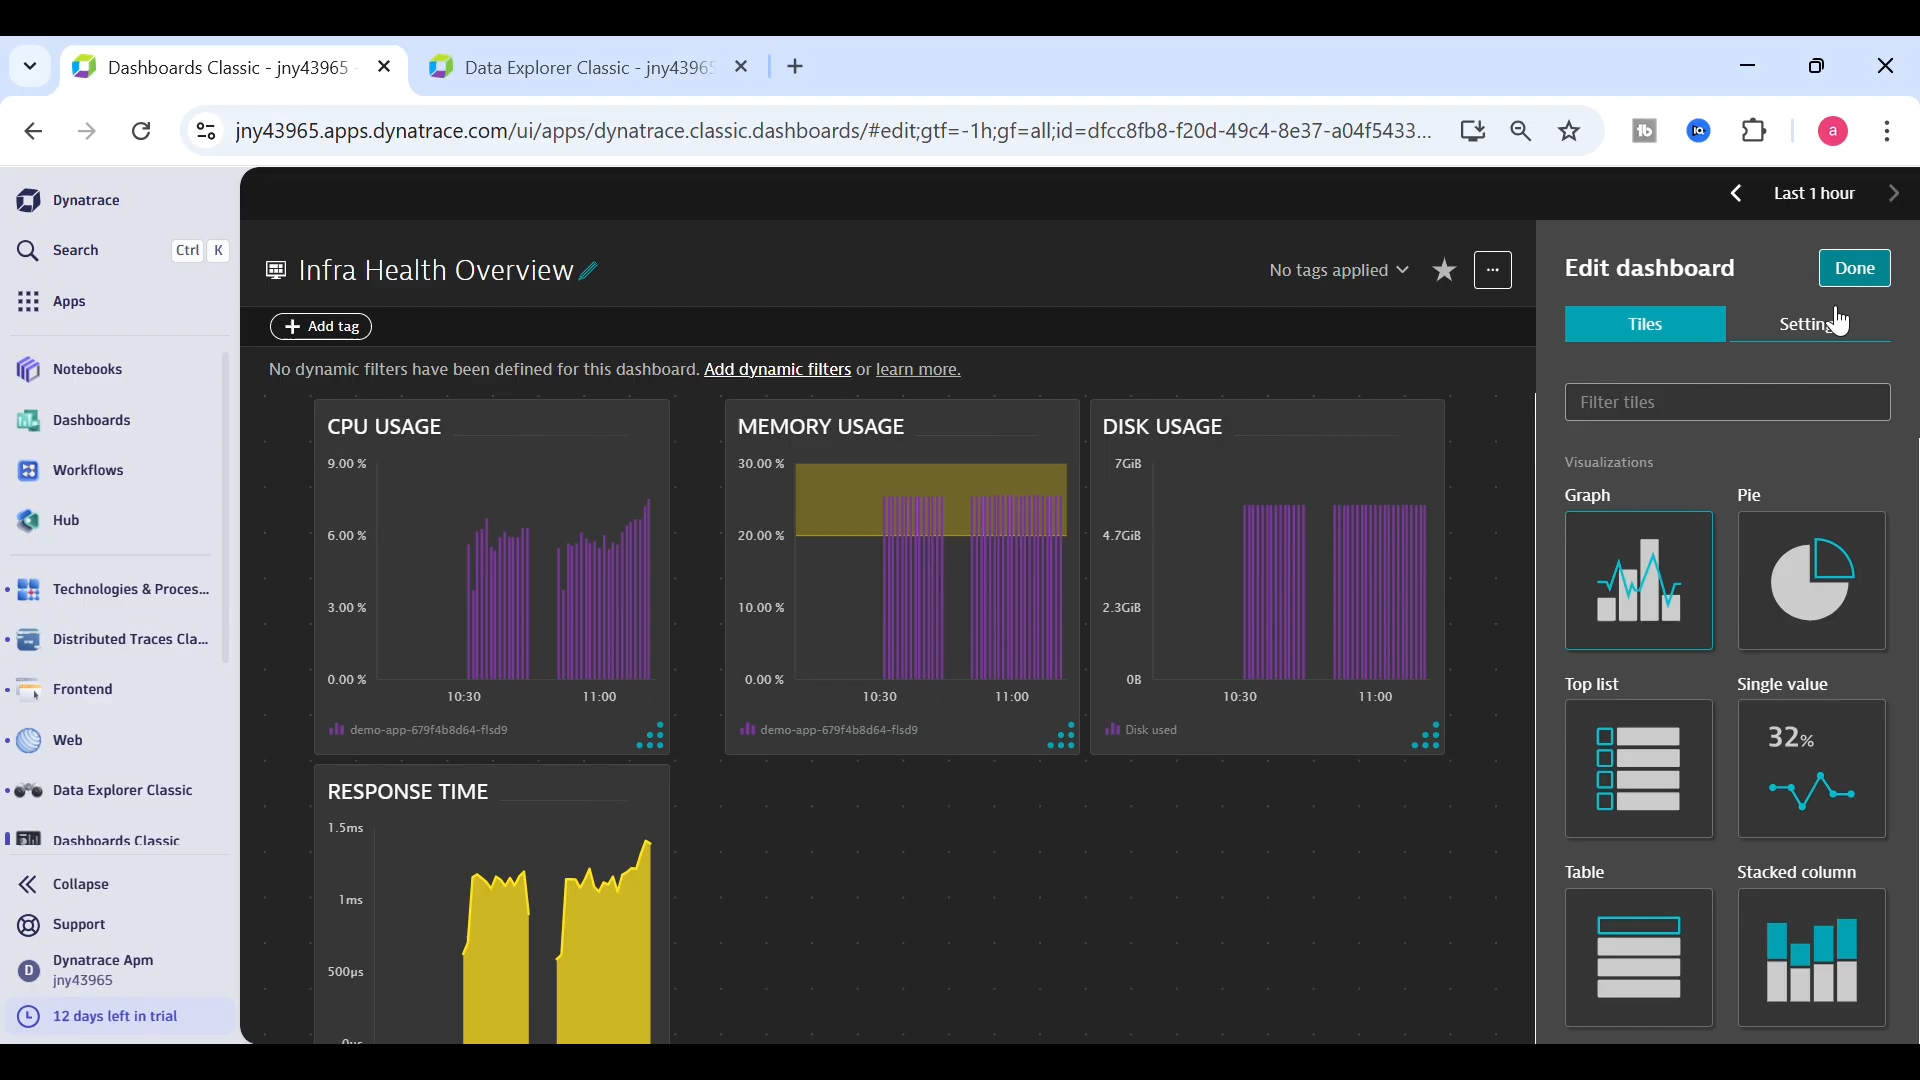 Dashboards Classic - jny43965
Data Explorer Classic - jny43965
jny43965.apps.dynatrace.com/ui/apps/dynatrace.classic.dashboards/#edit;gtf=-1h;gf=all;id=dfcc8fb8-f20d-49c4-8e37-a04f5433...
a
Dynatrace
Search
Ctrl K
Apps
Notebooks
Dashboards
Workflows
Hub
Technologies & Proces...
Distributed Traces Cla...
Frontend
Web
Data Explorer Classic
Dashboards Classic
Collapse
Support
D
Dynatrace Apm
jny43965
12 days left in trial
Last 1 hour
Infra Health Overview
No tags applied
...
Add tag
No dynamic filters have been defined for this dashboard. Add dynamic filters or learn more.
CPU USAGE
9.00 %
6.00 %
3.00 %
0.00 %
10:30
11:00
demo-app-679f4b8d64-flsd9
MEMORY USAGE
30.00 %
20.00 %
10.00 %
0.00 %
10:30
11:00
demo-app-679f4b8d64-flsd9
DISK USAGE
7GiB
4.7GiB
2.3GiB
0B
10:30
11:00
Disk used
RESPONSE TIME
1.5ms
1ms
500µs
0µs
Edit dashboard
Done
Tiles
Filter tiles
Visualizations
Graph
Pie
Top list
Single value
32%
Table
Stacked column